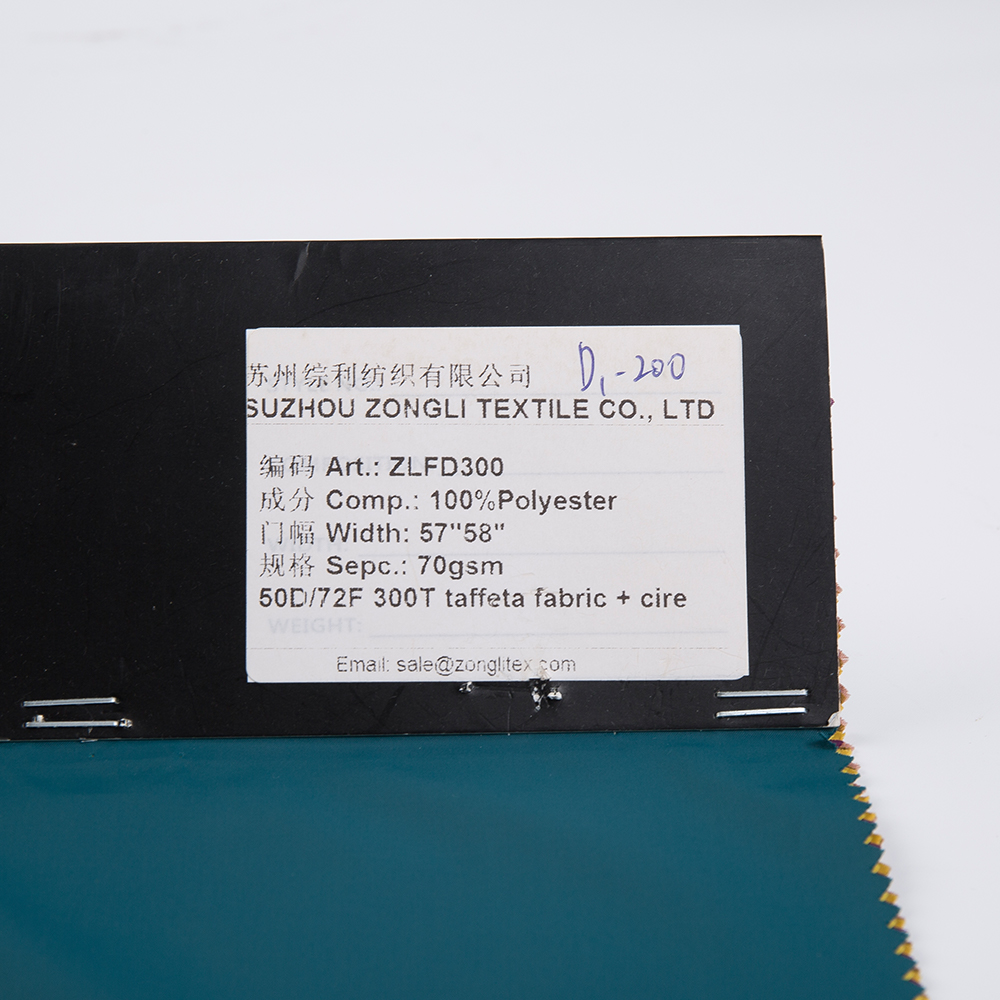 苏州综利纺织有限公司 D1-200
SUZHOU ZONGLI TEXTILE CO., LTD
编码 Art.: ZLFD300
成分 Comp.: 100%Polyester
门幅 Width: 57"58"
规格 Sepc.: 70gsm
50D/72F 300T taffeta fabric + cire
WEIGHT:
Email: sale@zonglitex.com